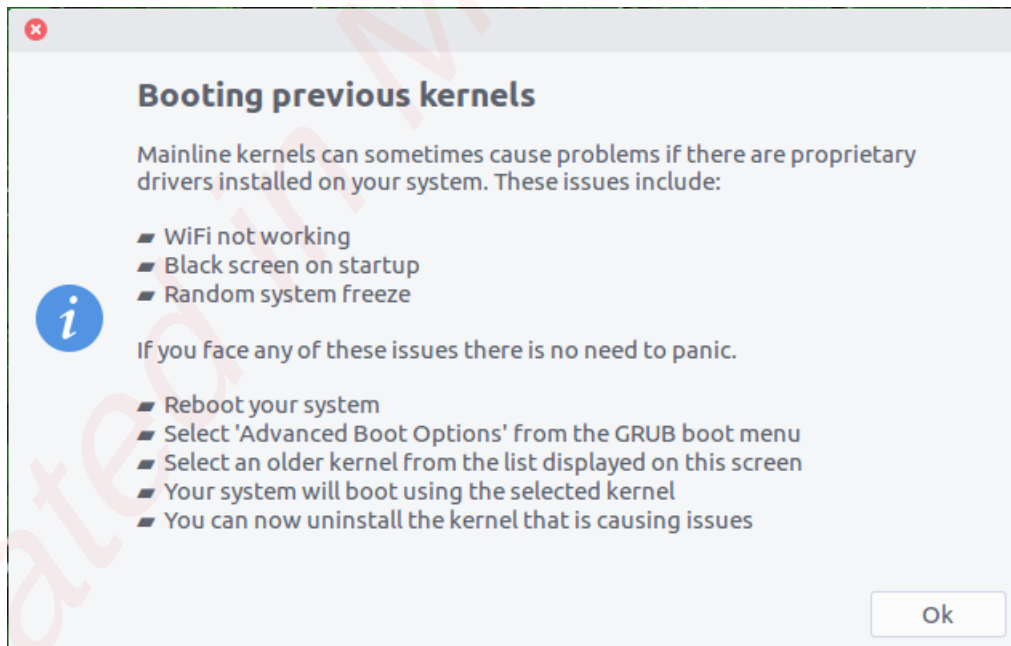 Booting previous kernels
Mainline kernels can sometimes cause problems if there are proprietary
drivers installed on your system. These issues include:
▰ WiFi not working
▰ Black screen on startup
▰ Random system freeze
If you face any of these issues there is no need to panic.
▰ Reboot your system
▰ Select 'Advanced Boot Options' from the GRUB boot menu
▰ Select an older kernel from the list displayed on this screen
▰ Your system will boot using the selected kernel
▰ You can now uninstall the kernel that is causing issues
Ok